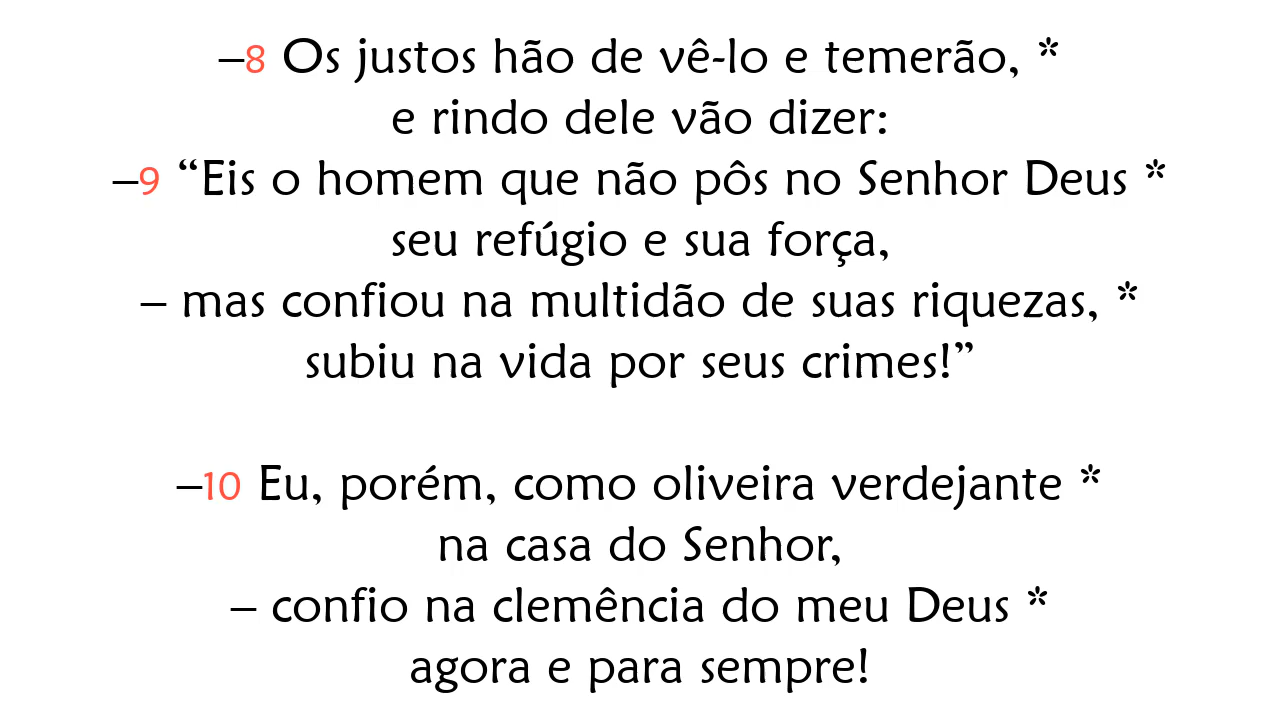 –8 Os justos hão de vê-lo e temerão, *
e rindo dele vão dizer:
–9 “Eis o homem que não pôs no Senhor Deus *
seu refúgio e sua força,
– mas confiou na multidão de suas riquezas, *
subiu na vida por seus crimes!”
–10 Eu, porém, como oliveira verdejante *
na casa do Senhor,
– confio na clemência do meu Deus *
agora e para sempre!